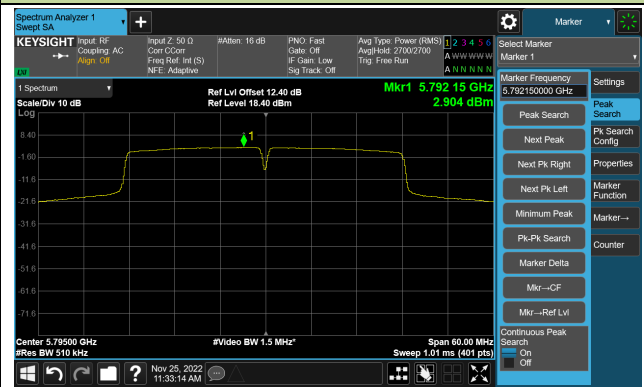 Spectrum Analyzer 1
Swept SA
+
Marker
KEYSIGHT
Input: RF
Coupling: AC
Align: Off
Input Z: 50 Ω
Corr CCorr
Freq Ref: Int (S)
NFE: Adaptive
#Atten: 16 dB
PNO: Fast
Gate: Off
IF Gain: Low
Sig Track: Off
Avg Type: Power (RMS)
Avg|Hold: 2700/2700
Trig: Free Run
1 2 3 4 5 6
A W W W W W
A N N N N N
LXI
Select Marker
Marker 1
1 Spectrum
Scale/Div 10 dB
Log
Ref Lvl Offset 12.40 dB
Ref Level 18.40 dBm
Mkr1 5.792 15 GHz
2.904 dBm
8.40
-1.60
-11.6
-21.6
-31.6
-41.6
-51.6
-61.6
-71.6
1
Center 5.79500 GHz
#Res BW 510 kHz
#Video BW 1.5 MHz*
Span 60.00 MHz
Sweep 1.01 ms (401 pts)
Marker Frequency
5.792150000 GHz
Peak Search
Next Peak
Next Pk Right
Next Pk Left
Minimum Peak
Pk-Pk Search
Marker Delta
Mkr→CF
Mkr→Ref Lvl
Continuous Peak
Search
On
Off
Settings
Peak
Search
Pk Search
Config
Properties
Marker
Function
Marker→
Counter
?
Nov 25, 2022
11:33:14 AM